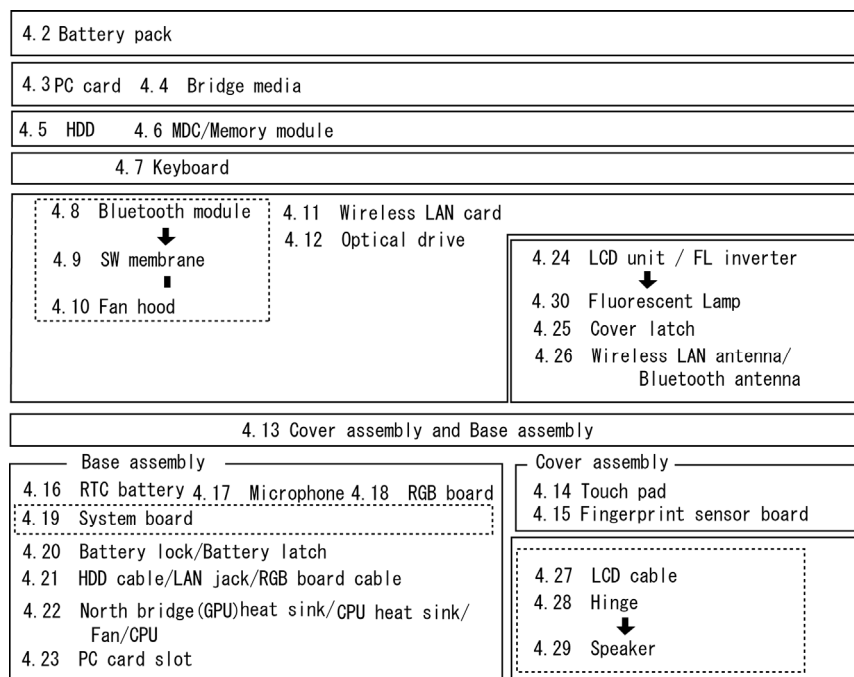 4.2 Battery pack
4.3 PC card 4.4 Bridge media
4.5 HDD 4.6 MDC/Memory module
4.7 Keyboard
4.8 Bluetooth module
4.9 SW membrane
4.10 Fan hood
4.11 Wireless LAN card
4.12 Optical drive
4.24 LCD unit / FL inverter
4.30 Fluorescent Lamp
4.25 Cover latch
4.26 Wireless LAN antenna/
Bluetooth antenna
4.13 Cover assembly and Base assembly
Base assembly
4.16 RTC battery 4.17 Microphone 4.18 RGB board
4.19 System board
4.20 Battery lock/Battery latch
4.21 HDD cable/LAN jack/RGB board cable
4.22 North bridge(GPU)heat sink/CPU heat sink/
Fan/CPU
4.23 PC card slot
Cover assembly
4.14 Touch pad
4.15 Fingerprint sensor board
4.27 LCD cable
4.28 Hinge
4.29 Speaker